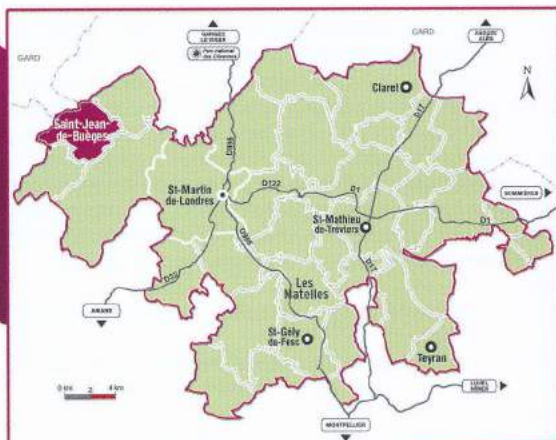 GANGES
LE VIGAN
Parc national
des Cévennes
GARD
GARD
ANDUZE
ALÈS
Claret
N
D17
Saint-Jean-
de-Buèges
D986
St-Martin
de-Londres
D122
D1
SOMMIÈRES
St-Mathieu
de-Tréviers
D1
D986
D32
D17
Les
Matelles
ANIANE
St-Gély
du-Fesc
Teyran
0 km 2 4 km
LUNEL
NÎMES
MONTPELLIER